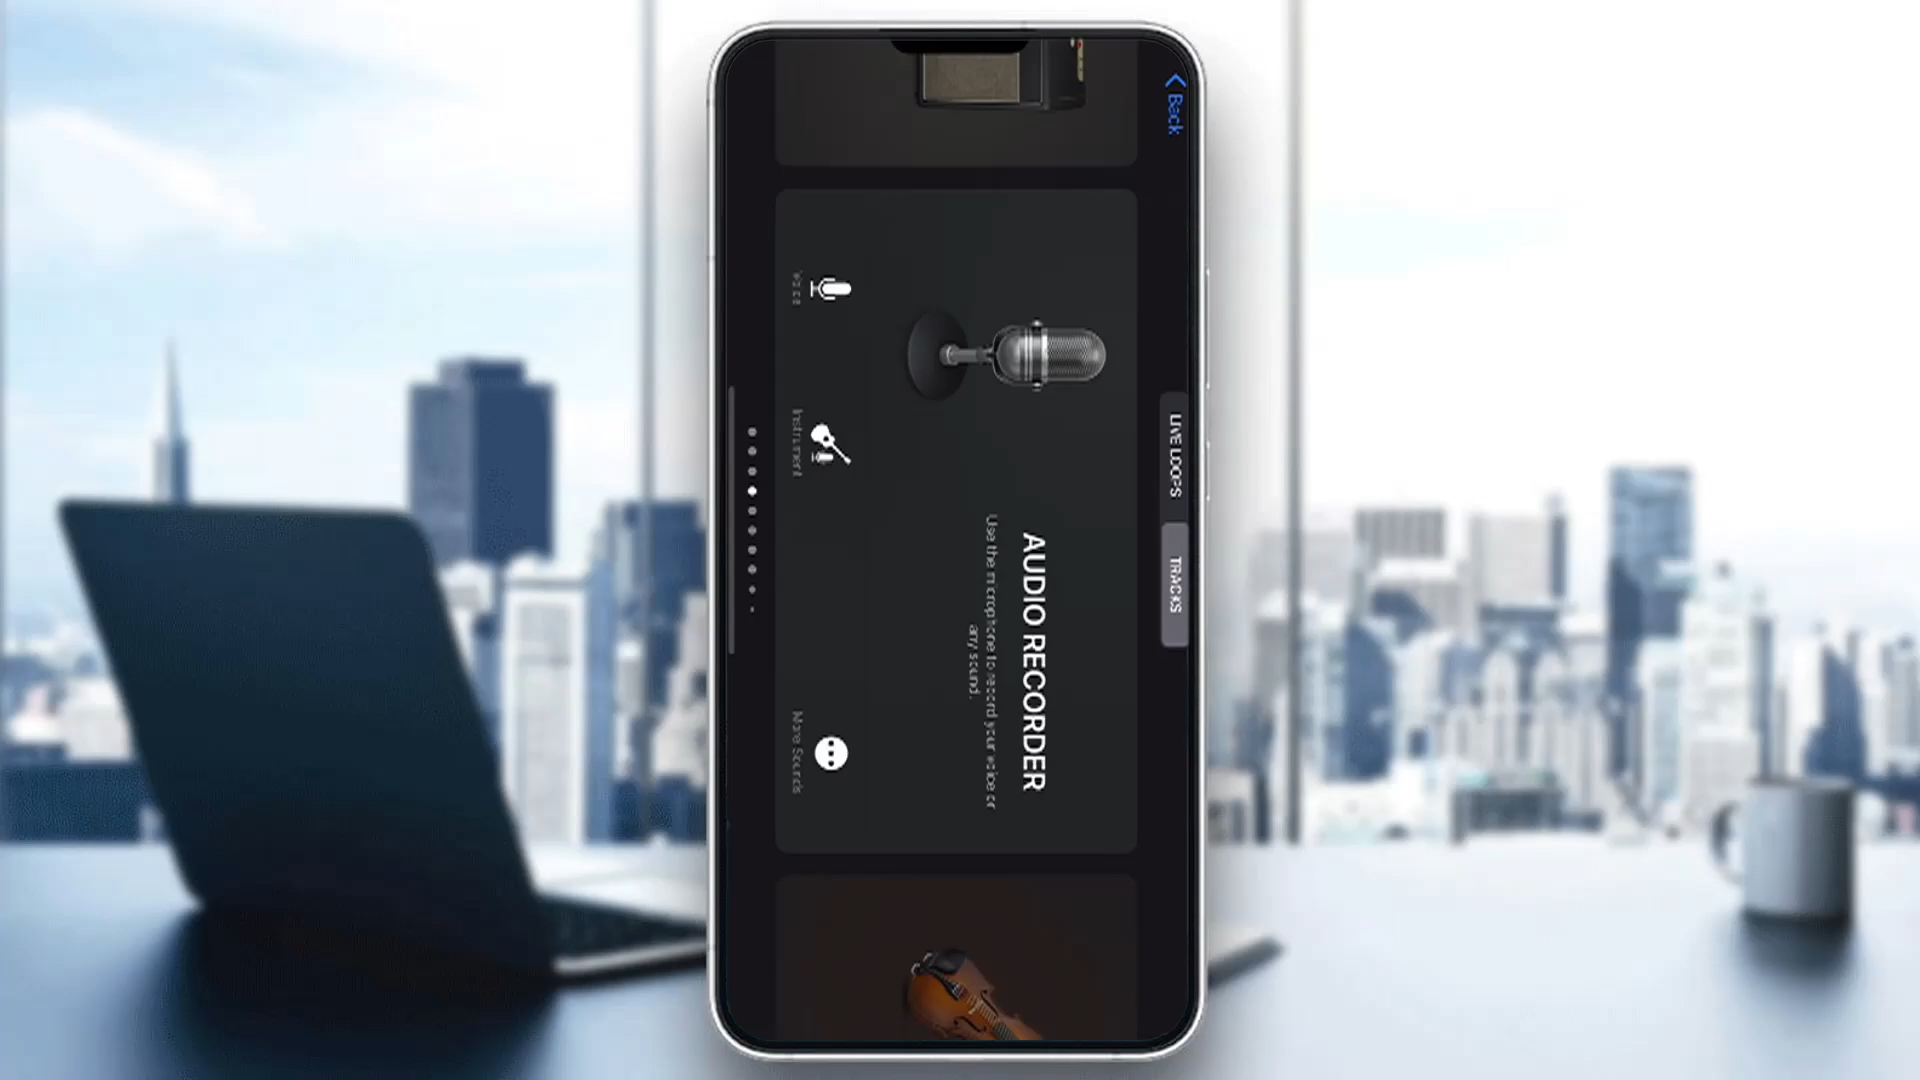 Back
LIVE LOOPS
TRACKS
AUDIO RECORDER
Use the microphone to record your voice or
any sound.
Voice
Instrument
More Sounds